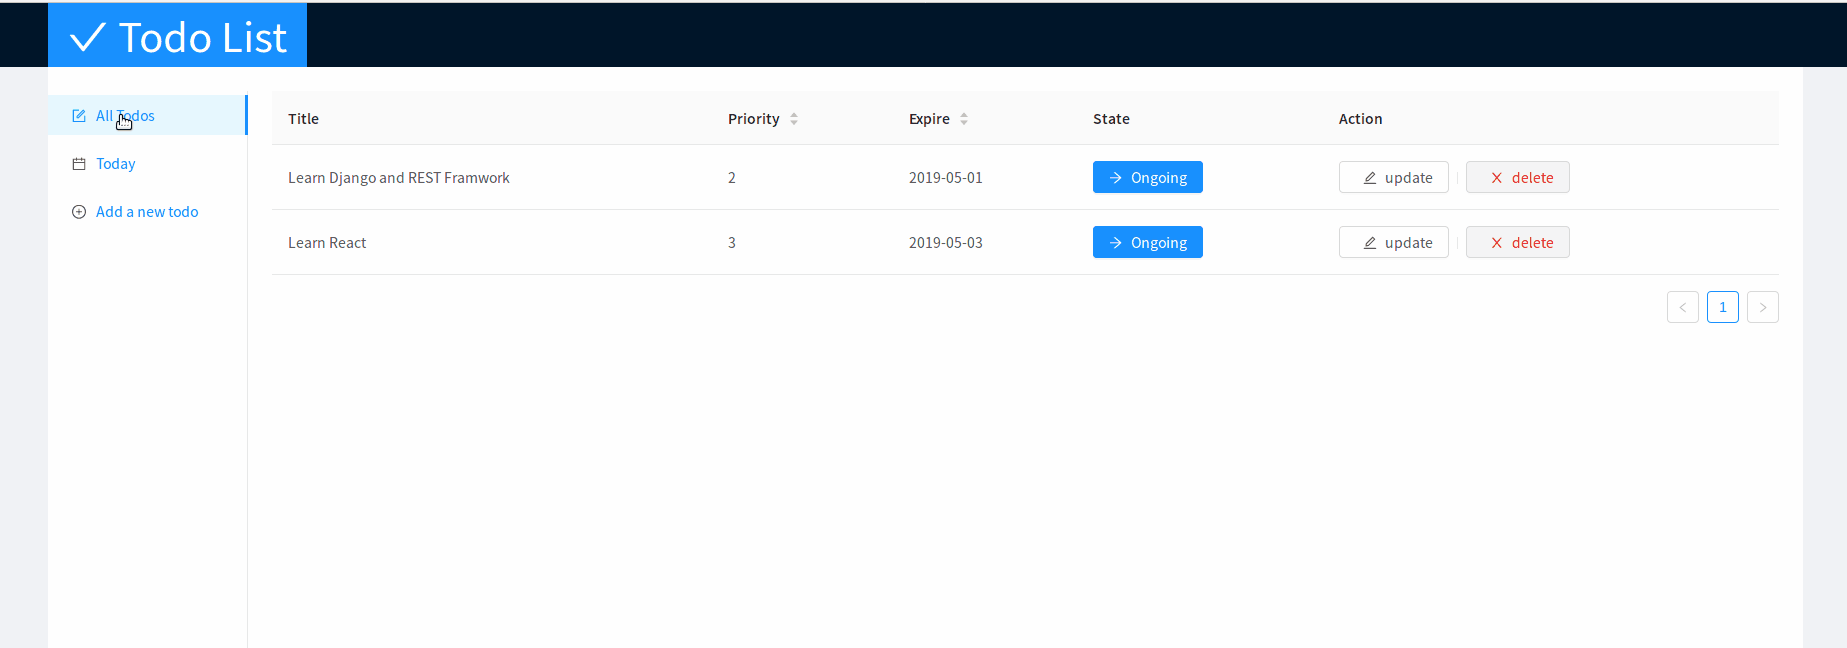 Todo List
All Todos
Today
Add a new todo
Title Priority Expire State Action
Learn Django and REST Framwork 2 2019-05-01 Ongoing update delete
Learn React 3 2019-05-03 Ongoing update delete
1